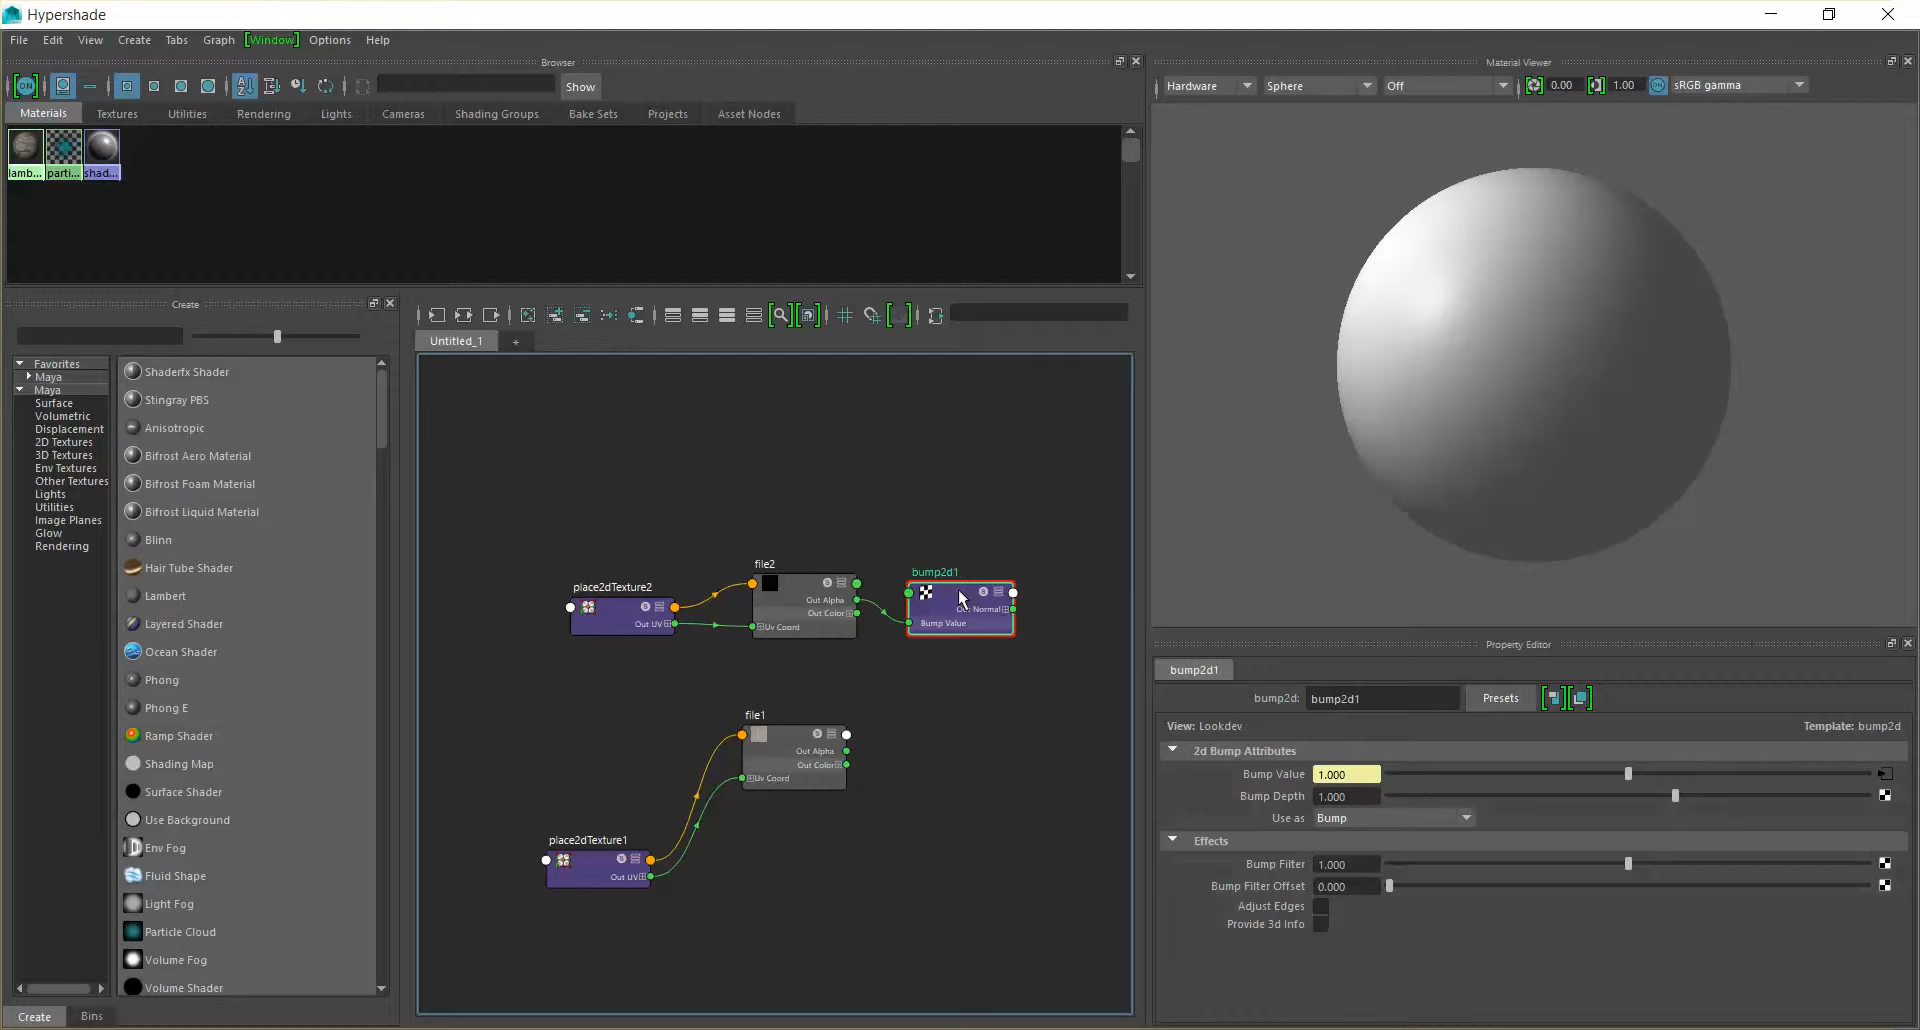 Hypershade
File Edit View Create Tabs Graph [Window] Options Help
Browser
ON
Show
Materials Textures Utilities Rendering Lights Cameras Shading Groups Bake Sets Projects Asset Nodes
lamb... parti... shad...
Material Viewer
Hardware Sphere Off 0.00 1.00 ON sRGB gamma
Create
Favorites
Maya
Maya
Surface
Volumetric
Displacement
2D Textures
3D Textures
Env Textures
Other Textures
Lights
Utilities
Image Planes
Glow
Rendering
Shaderfx Shader
Stingray PBS
Anisotropic
Bifrost Aero Material
Bifrost Foam Material
Bifrost Liquid Material
Blinn
Hair Tube Shader
Lambert
Layered Shader
Ocean Shader
Phong
Phong E
Ramp Shader
Shading Map
Surface Shader
Use Background
Env Fog
Fluid Shape
Light Fog
Particle Cloud
Volume Fog
Volume Shader
Create Bins
Untitled_1 +
place2dTexture2
S
Out UV
file2
S
Out Alpha
Out Color
Uv Coord
bump2d1
S
Out Normal
Bump Value
file1
S
Out Alpha
Out Color
Uv Coord
place2dTexture1
S
Out UV
Property Editor
bump2d1
bump2d: bump2d1 Presets
View: Lookdev Template: bump2d
2d Bump Attributes
Bump Value 1.000
Bump Depth 1.000
Use as Bump
Effects
Bump Filter 1.000
Bump Filter Offset 0.000
Adjust Edges
Provide 3d Info